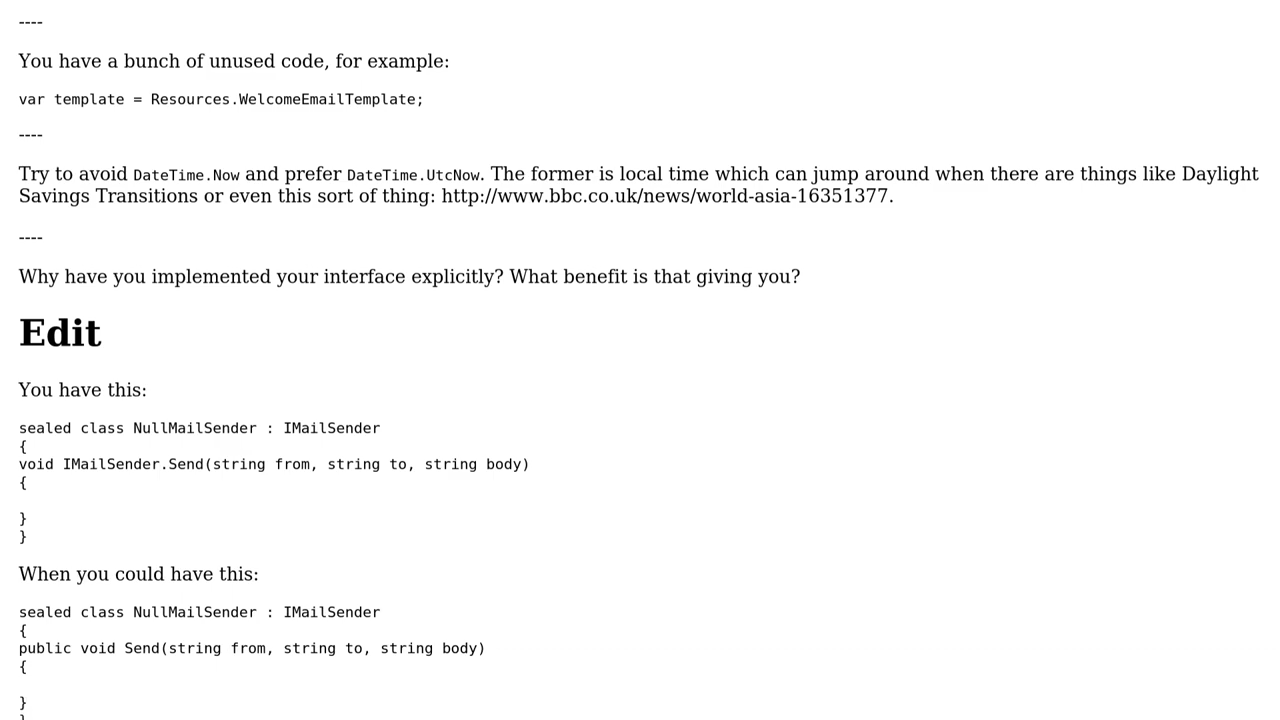 ----
You have a bunch of unused code, for example:
var template = Resources.WelcomeEmailTemplate;
----
Try to avoid DateTime.Now and prefer DateTime.UtcNow. The former is local time which can jump around when there are things like Daylight
Savings Transitions or even this sort of thing: http://www.bbc.co.uk/news/world-asia-16351377.
----
Why have you implemented your interface explicitly? What benefit is that giving you?
Edit
You have this:
sealed class NullMailSender : IMailSender
{
void IMailSender.Send(string from, string to, string body)
{
}
}
When you could have this:
sealed class NullMailSender : IMailSender
{
public void Send(string from, string to, string body)
{
}
}